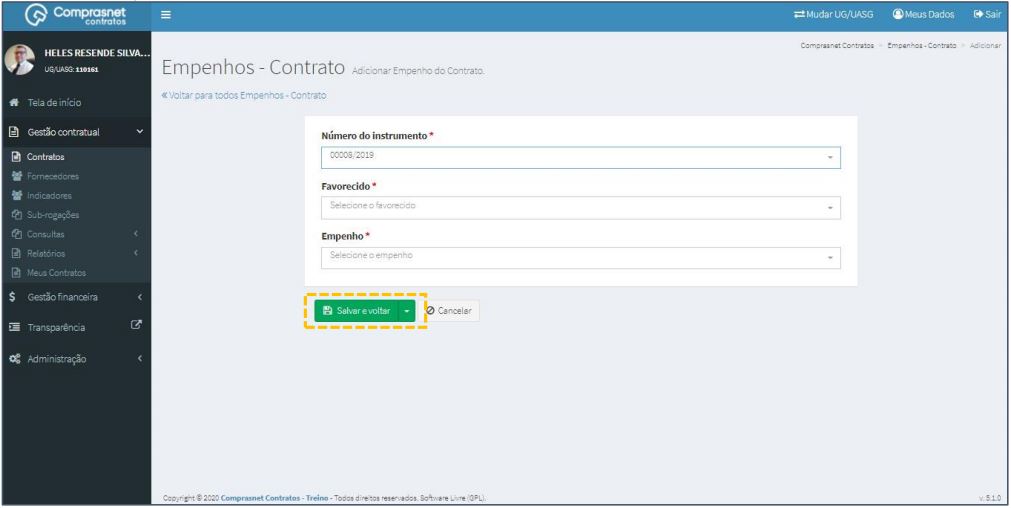 Comprasnet
contratos
Mudar UG/UASG
Meus Dados
Sair
HELES RESENDE SILVA...
UG/UASG: 110161
Comprasnet Contratos > Empenhos - Contrato > Adicionar
Empenhos - Contrato Adicionar Empenho do Contrato.
« Voltar para todos Empenhos - Contrato
Tela de início
Gestão contratual
Contratos
Fornecedores
Indicadores
Sub-rogações
Consultas
Relatórios
Meus Contratos
Gestão financeira
Transparência
Administração
Número do instrumento *
00008/2019
Favorecido *
Selecione o favorecido
Empenho *
Selecione o empenho
Salvar e voltar
Cancelar
Copyright © 2020 Comprasnet Contratos - Treino - Todos direitos reservados. Software Livre (GPL).
v. 5.1.0